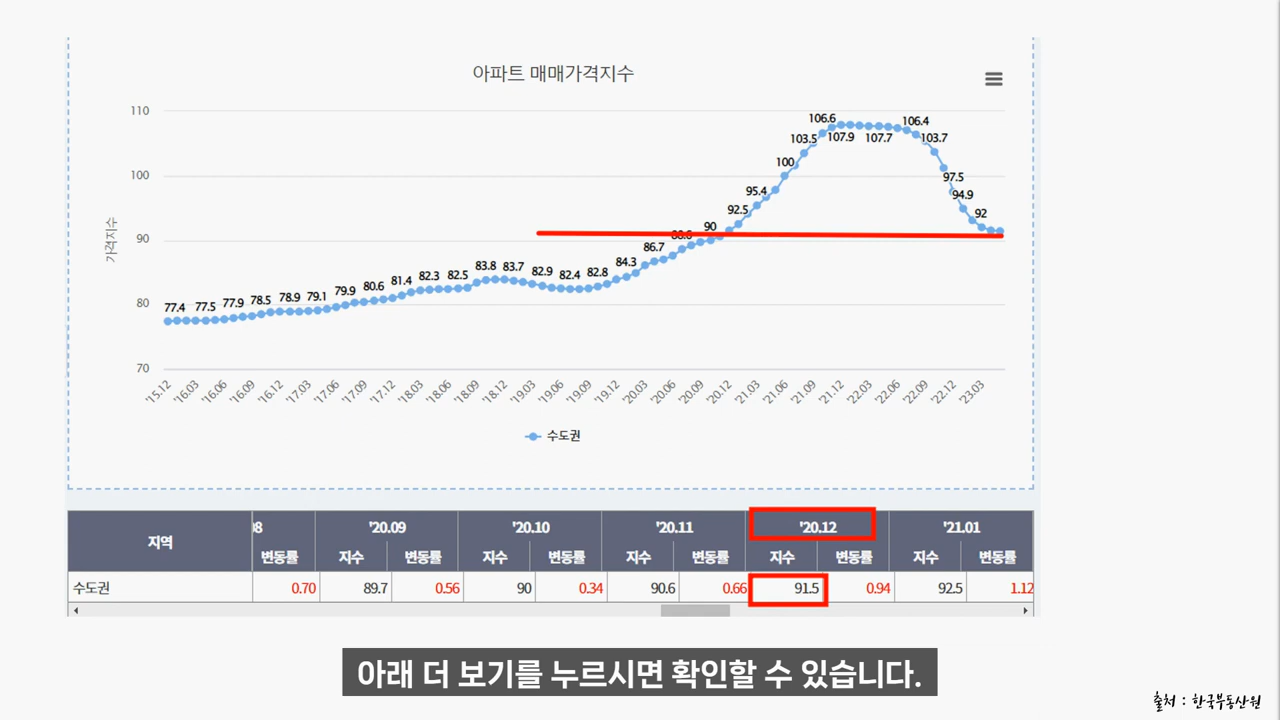 아파트 매매가격지수
110
100
90
80
70
가격지수
77.4 77.5 77.9 78.5 78.9 79.1 79.9 80.6 81.4 82.3 82.5 83.8 83.7 82.9 82.4 82.8 84.3 86.7 88.6 90 92.5 95.4 100 103.5 106.6 107.9 107.7 106.4 103.7 97.5 94.9 92
'15.12 '16.03 '16.06 '16.09 '16.12 '17.03 '17.06 '17.09 '17.12 '18.03 '18.06 '18.09 '18.12 '19.03 '19.06 '19.09 '19.12 '20.03 '20.06 '20.09 '20.12 '21.03 '21.06 '21.09 '21.12 '22.03 '22.06 '22.09 '22.12 '23.03
수도권
지역 08 '20.09 '20.10 '20.11 '20.12 '21.01
변동률 지수 변동률 지수 변동률 지수 변동률 지수 변동률 지수 변동률
수도권 0.70 89.7 0.56 90 0.34 90.6 0.66 91.5 0.94 92.5 1.12
아래 더 보기를 누르시면 확인할 수 있습니다.
출처 : 한국부동산원